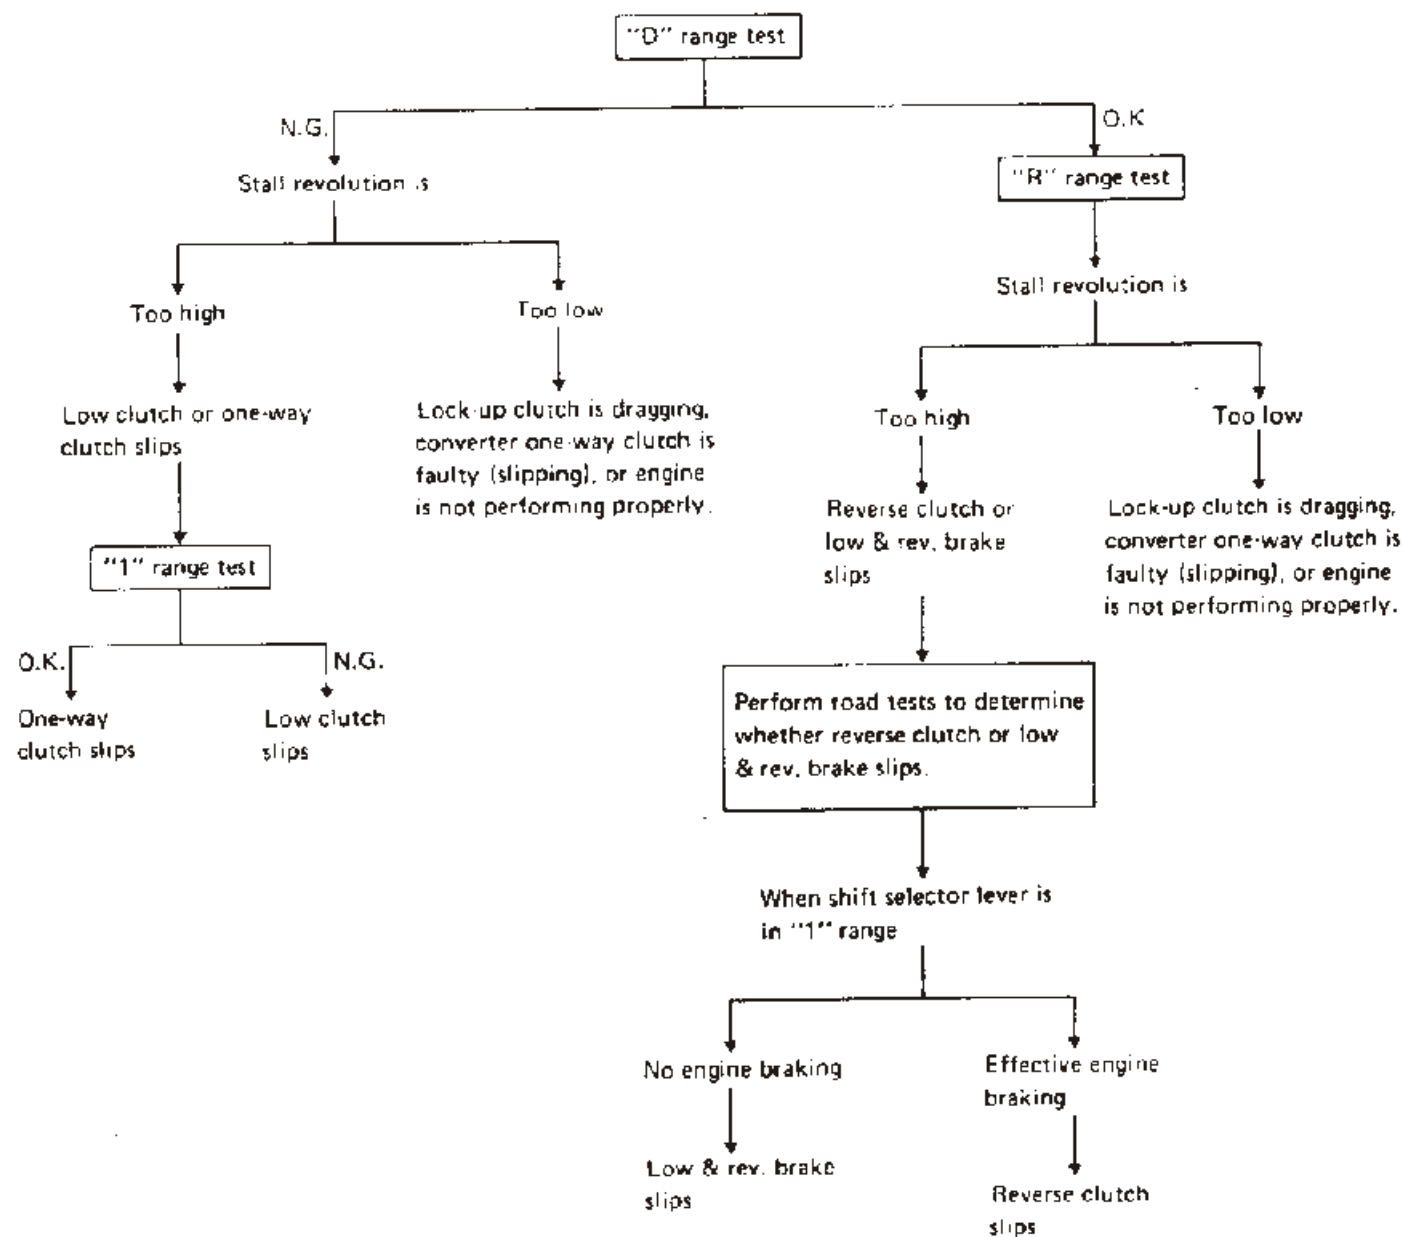 "D" range test
N.G.
O.K
Stall revolution is
"R" range test
Too high
Too low
Stall revolution is
Low clutch or one-way
clutch slips
Lock-up clutch is dragging,
converter one-way clutch is
faulty (slipping), or engine
is not performing properly.
Too high
Too low
"1" range test
Reverse clutch or
low & rev. brake
slips
Lock-up clutch is dragging,
converter one-way clutch is
faulty (slipping), or engine
is not performing properly.
O.K.
N.G.
One-way
clutch slips
Low clutch
slips
Perform road tests to determine
whether reverse clutch or low
& rev. brake slips.
When shift selector lever is
in "1" range
No engine braking
Effective engine
braking
Low & rev. brake
slips
Reverse clutch
slips